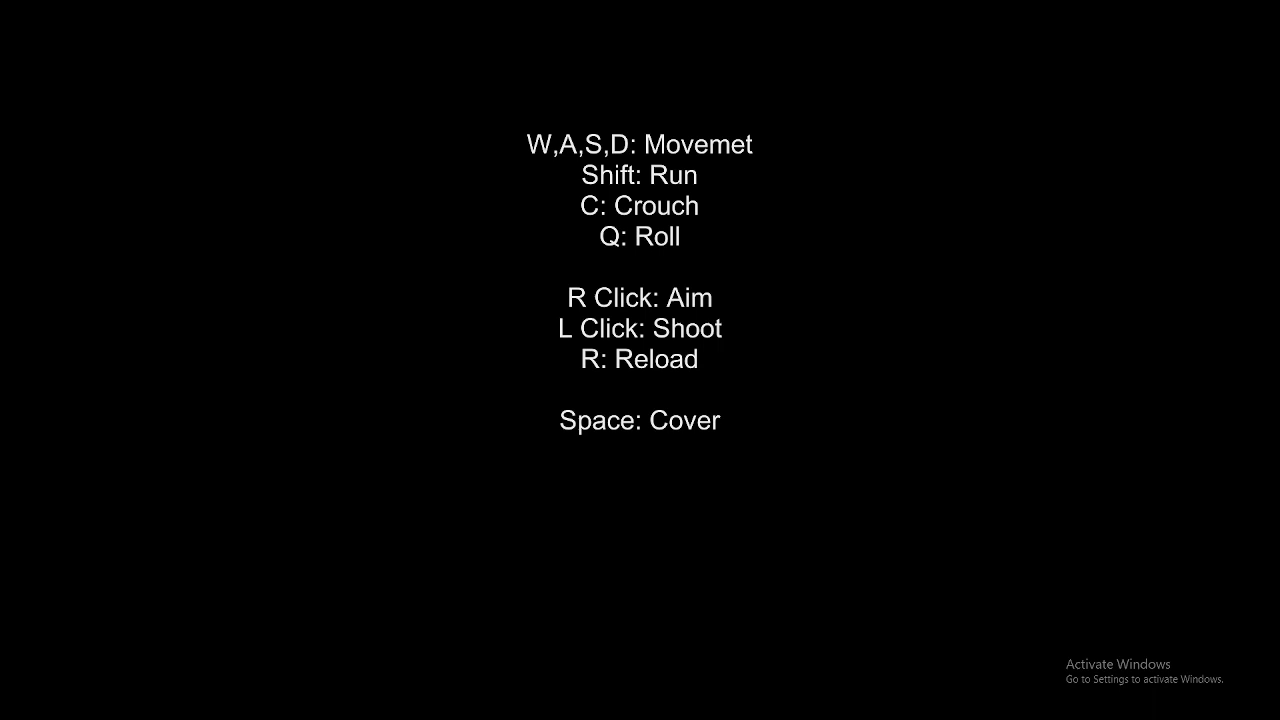 W,A,S,D: Movemet
Shift: Run
C: Crouch
Q: Roll
R Click: Aim
L Click: Shoot
R: Reload
Space: Cover
Activate Windows
Go to Settings to activate Windows.